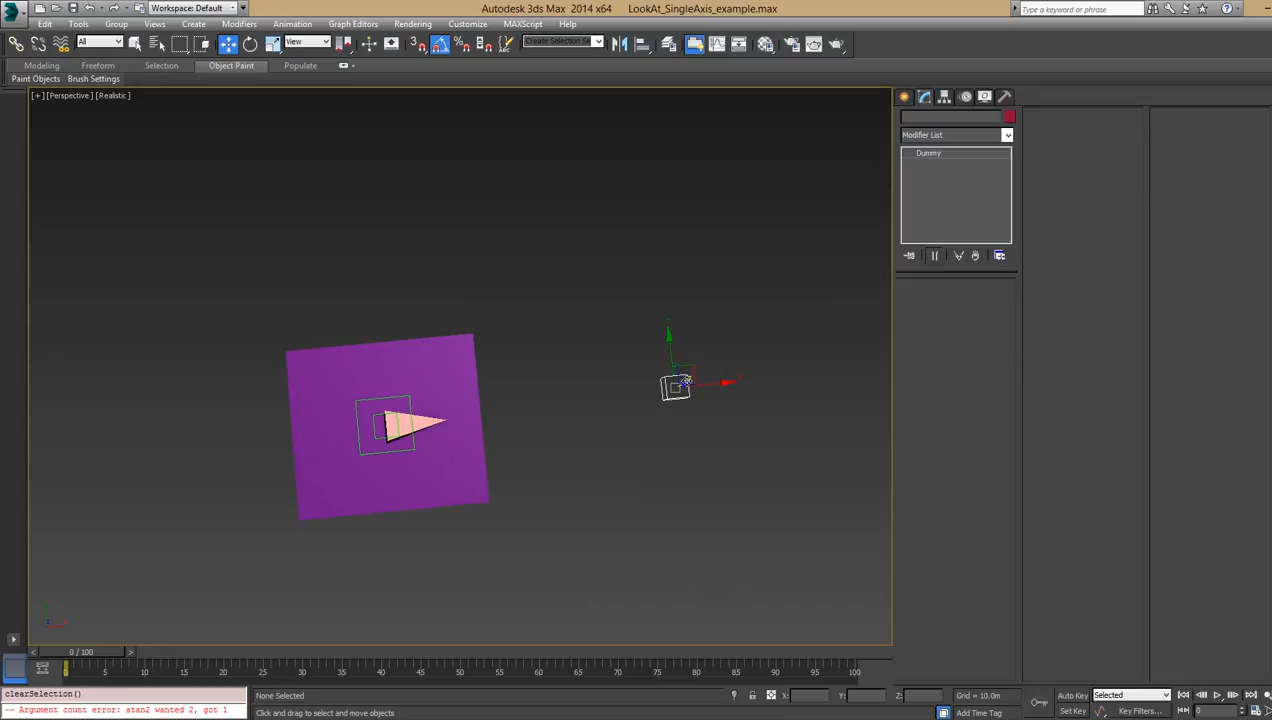 Workspace: Default
Autodesk 3ds Max 2014 x64
LookAt_SingleAxis_example.max
Type a keyword or phrase
Edit
Tools
Group
Views
Create
Modifiers
Animation
Graph Editors
Rendering
Customize
MAXScript
Help
All
View
Create Selection Se
Modeling
Freeform
Selection
Object Paint
Populate
Paint Objects
Brush Settings
[+] [Perspective] [Realistic]
Modifier List
Dummy
0 / 100
0
5
10
15
20
25
30
35
40
45
50
55
60
65
70
75
80
85
90
95
100
clearSelection()
-- Argument count error: atan2 wanted 2, got 1
None Selected
Click and drag to select and move objects
X:
Y:
Z:
Grid = 10.0m
Add Time Tag
Auto Key
Selected
Set Key
Key Filters...
0